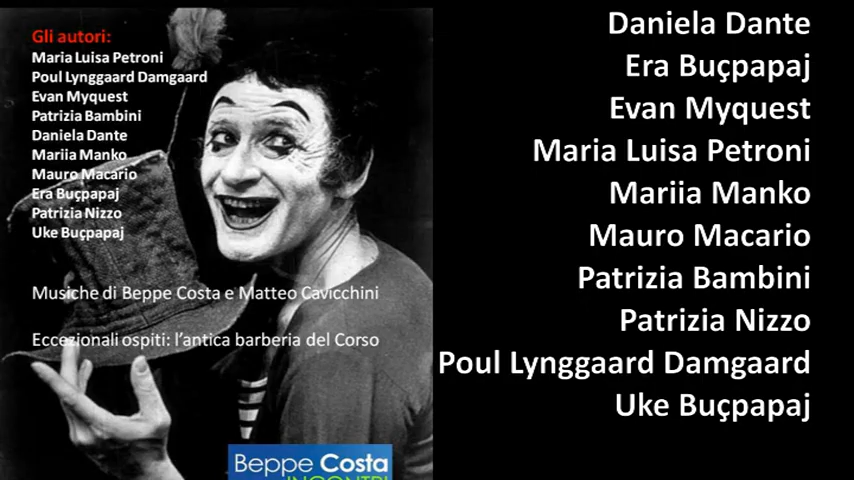 Gli autori:
Maria Luisa Petroni
Poul Lynggaard Damgaard
Evan Myquest
Patrizia Bambini
Daniela Dante
Mariia Manko
Mauro Macario
Era Buçpapaj
Patrizia Nizzo
Uke Buçpapaj
Musiche di Beppe Costa e Matteo Cavicchini
Eccezionali ospiti: l'antica barberia del Corso
Beppe Costa
INCONTRI
Daniela Dante
Era Buçpapaj
Evan Myquest
Maria Luisa Petroni
Mariia Manko
Mauro Macario
Patrizia Bambini
Patrizia Nizzo
Poul Lynggaard Damgaard
Uke Buçpapaj